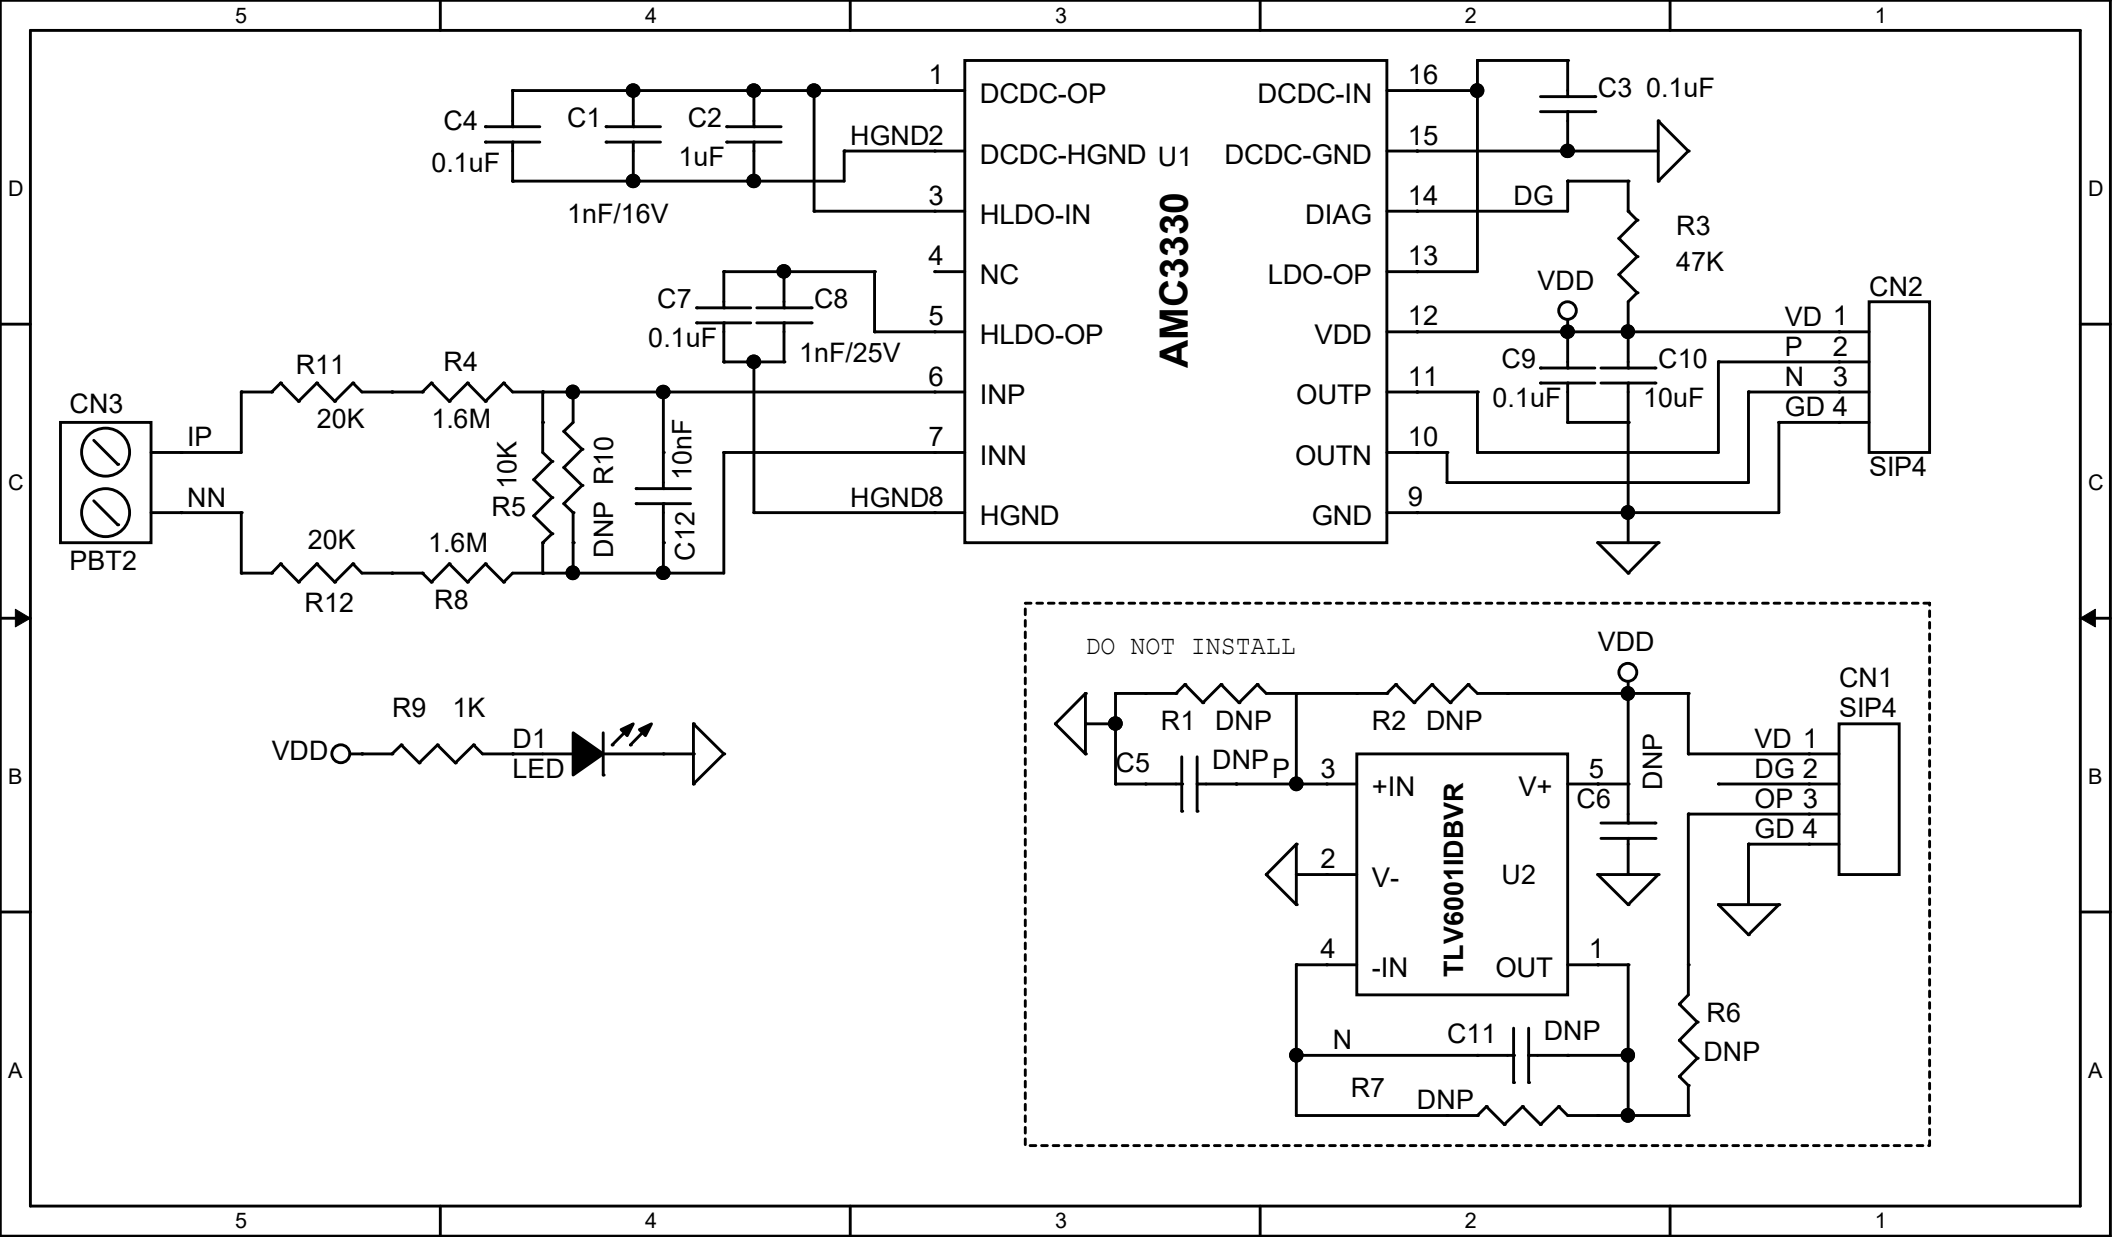 5 4 3 2 1
D
C
B
A
D
C
B
A
C4
0.1uF
C1
1nF/16V
C2
1uF
1 DCDC-OP
HGND2 DCDC-HGND
3 HLDO-IN
4 NC
5 HLDO-OP
6 INP
7 INN
HGND8 HGND
U1
AMC3330
DCDC-IN 16
DCDC-GND 15
DIAG 14
LDO-OP 13
VDD 12
OUTP 11
OUTN 10
GND 9
C3 0.1uF
DG
R3
47K
VDD
C9
0.1uF
C10
10uF
CN2
VD 1
P 2
N 3
GD 4
SIP4
C7
0.1uF
C8
1nF/25V
CN3
IP
NN
PBT2
R11
20K
R4
1.6M
R5
10K
DNP R10
C12
10nF
20K
R12
1.6M
R8
VDD
R9 1K
D1
LED
DO NOT INSTALL
VDD
R1 DNP
R2 DNP
C5
DNP
P
3 +IN
2 V-
4 -IN
TLV6001IDBVR
U2
V+ 5
OUT 1
C6
DNP
CN1
SIP4
VD 1
DG 2
OP 3
GD 4
R6
DNP
N
C11 DNP
R7
DNP
5 4 3 2 1